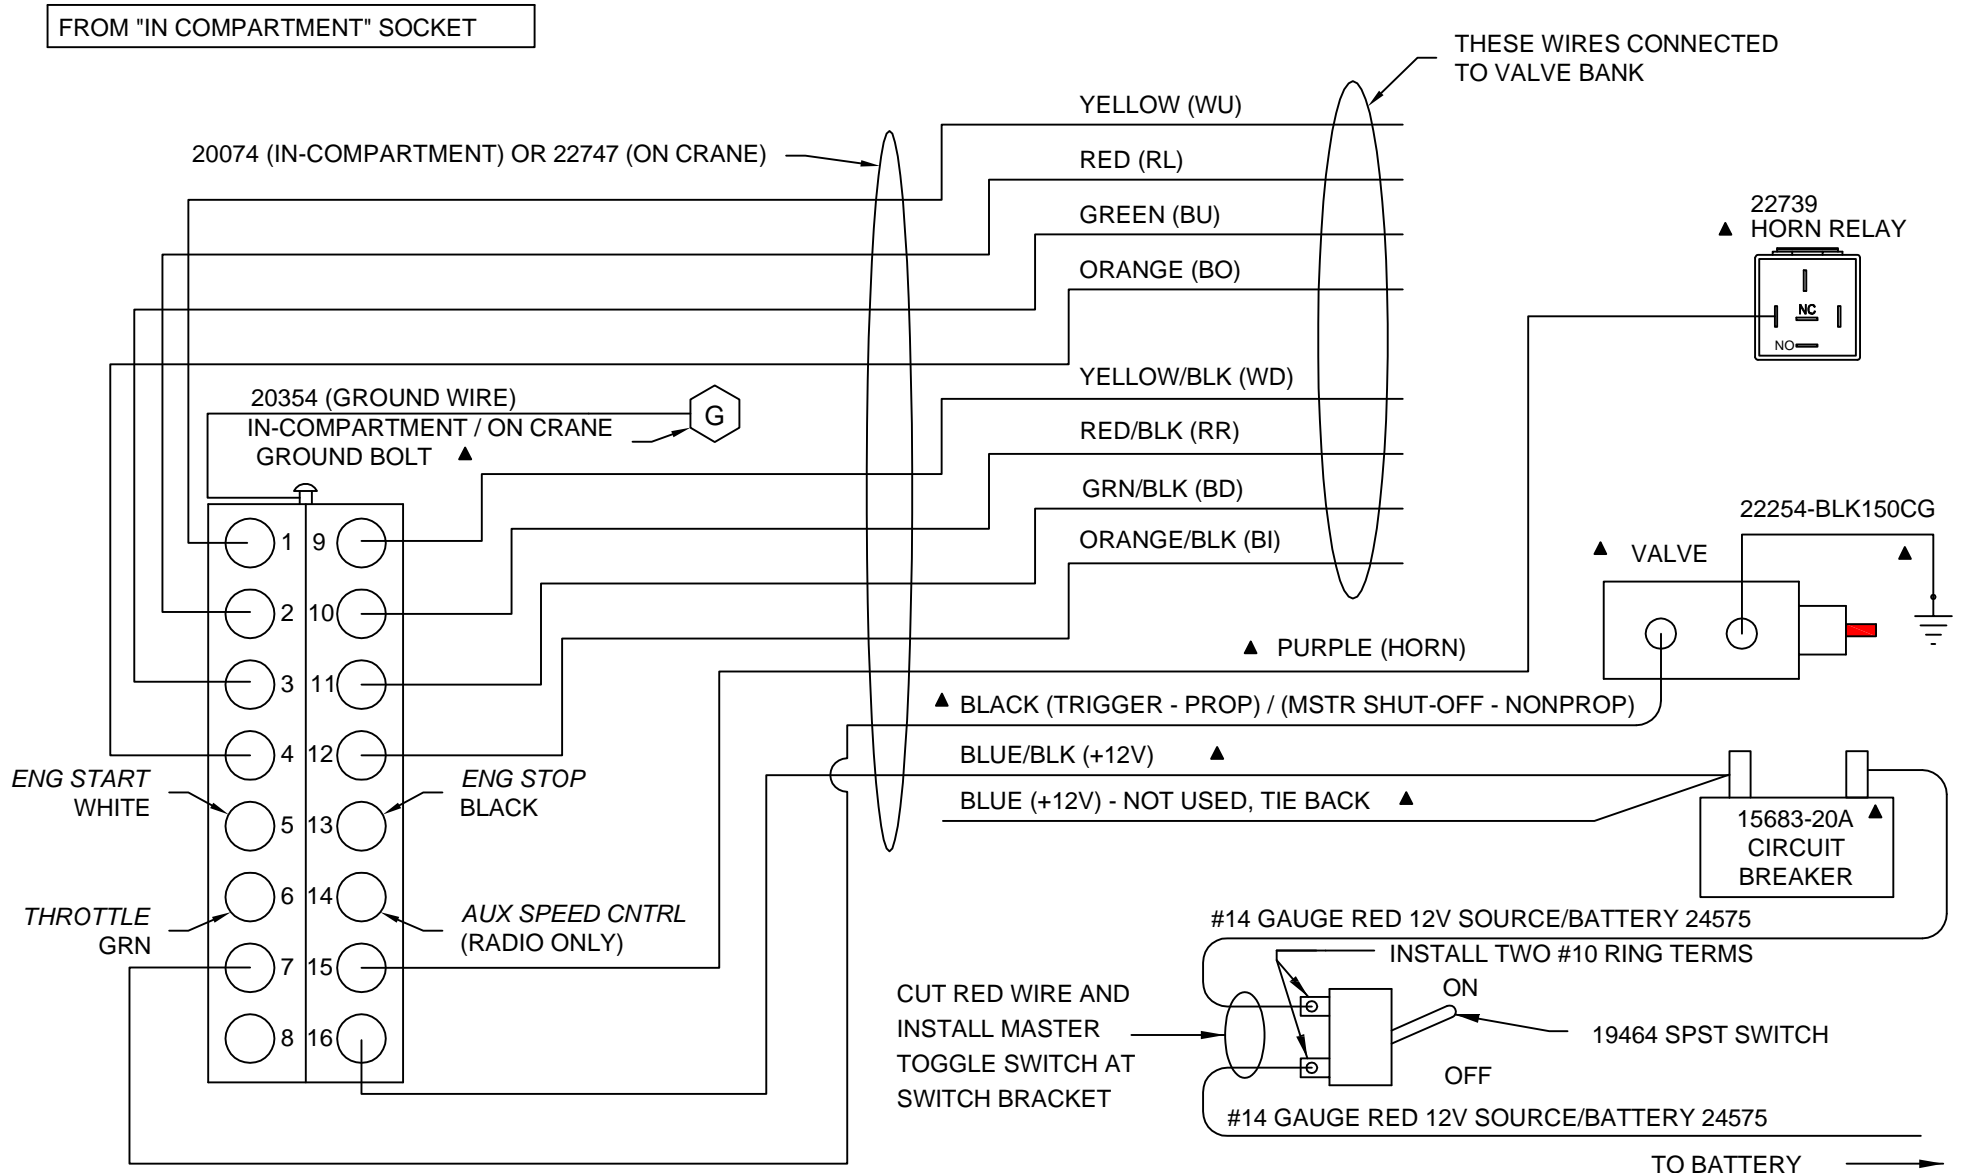 FROM "IN COMPARTMENT" SOCKET
THESE WIRES CONNECTED
TO VALVE BANK
20074 (IN-COMPARTMENT) OR 22747 (ON CRANE)
YELLOW (WU)
RED (RL)
GREEN (BU)
ORANGE (BO)
YELLOW/BLK (WD)
RED/BLK (RR)
GRN/BLK (BD)
ORANGE/BLK (BI)
22739
HORN RELAY
NC
NO
20354 (GROUND WIRE)
IN-COMPARTMENT / ON CRANE
GROUND BOLT
G
1 9
2 10
3 11
4 12
5 13
6 14
7 15
8 16
ENG START
WHITE
ENG STOP
BLACK
THROTTLE
GRN
AUX SPEED CNTRL
(RADIO ONLY)
22254-BLK150CG
VALVE
PURPLE (HORN)
BLACK (TRIGGER - PROP) / (MSTR SHUT-OFF - NONPROP)
BLUE/BLK (+12V)
BLUE (+12V) - NOT USED, TIE BACK
15683-20A
CIRCUIT
BREAKER
#14 GAUGE RED 12V SOURCE/BATTERY 24575
INSTALL TWO #10 RING TERMS
CUT RED WIRE AND
INSTALL MASTER
TOGGLE SWITCH AT
SWITCH BRACKET
ON
19464 SPST SWITCH
OFF
#14 GAUGE RED 12V SOURCE/BATTERY 24575
TO BATTERY